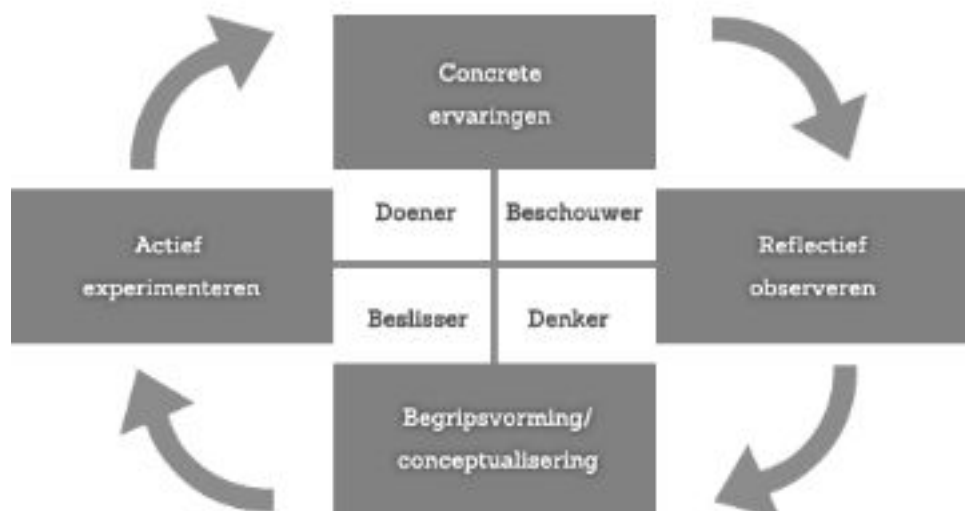 Concrete
ervaringen
Doener
Beschouwer
Actief
experimenteren
Reflectief
observeren
Beslisser
Denker
Begripsvorming/
conceptualisering